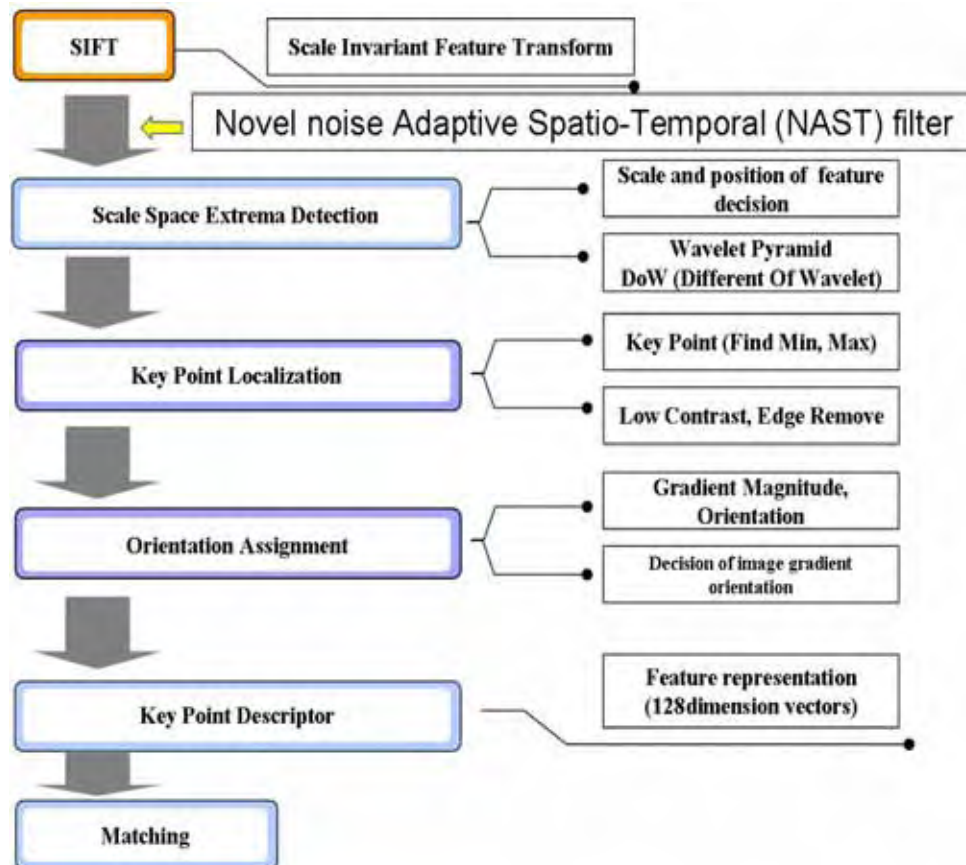 SIFT
Scale Invariant Feature Transform
Novel noise Adaptive Spatio-Temporal (NAST) filter
Scale Space Extrema Detection
Scale and position of feature
decision
Wavelet Pyramid
DoW (Different Of Wavelet)
Key Point Localization
Key Point (Find Min, Max)
Low Contrast, Edge Remove
Orientation Assignment
Gradient Magnitude,
Orientation
Decision of image gradient
orientation
Key Point Descriptor
Feature representation
(128dimension vectors)
Matching